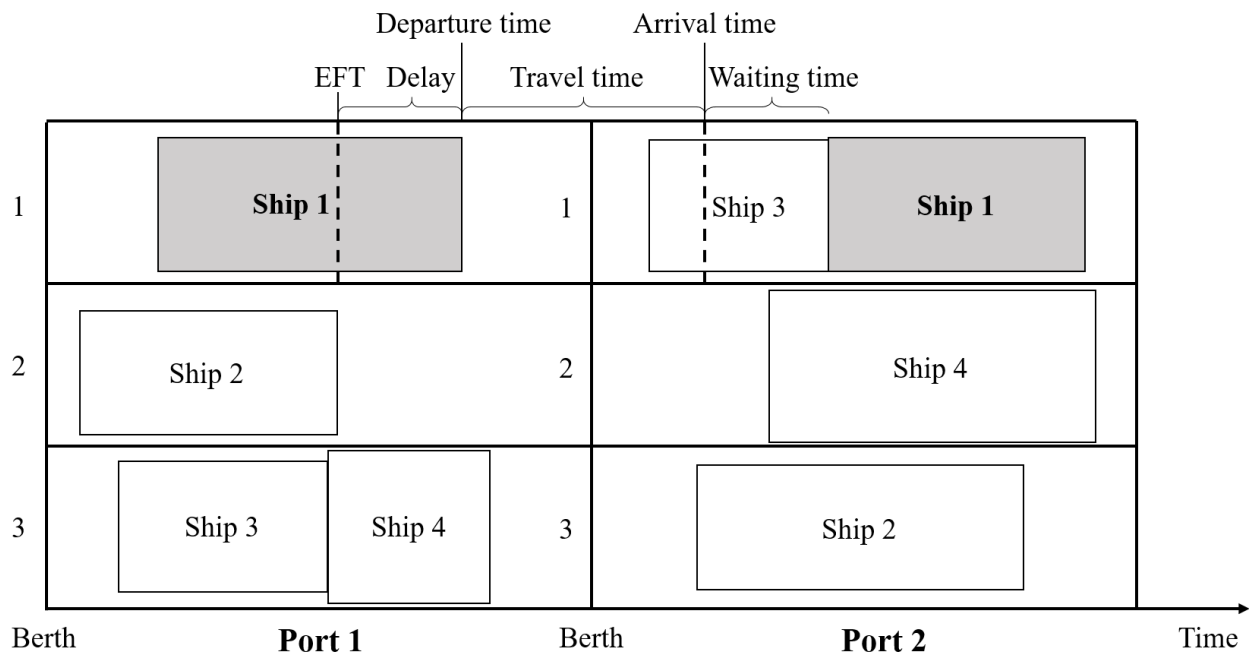 Departure time Arrival time
EFT Delay Travel time Waiting time
1 Ship 1 1 Ship 3 Ship 1
2 Ship 2 2 Ship 4
3 Ship 3 Ship 4 3 Ship 2
Berth Port 1 Berth Port 2 Time